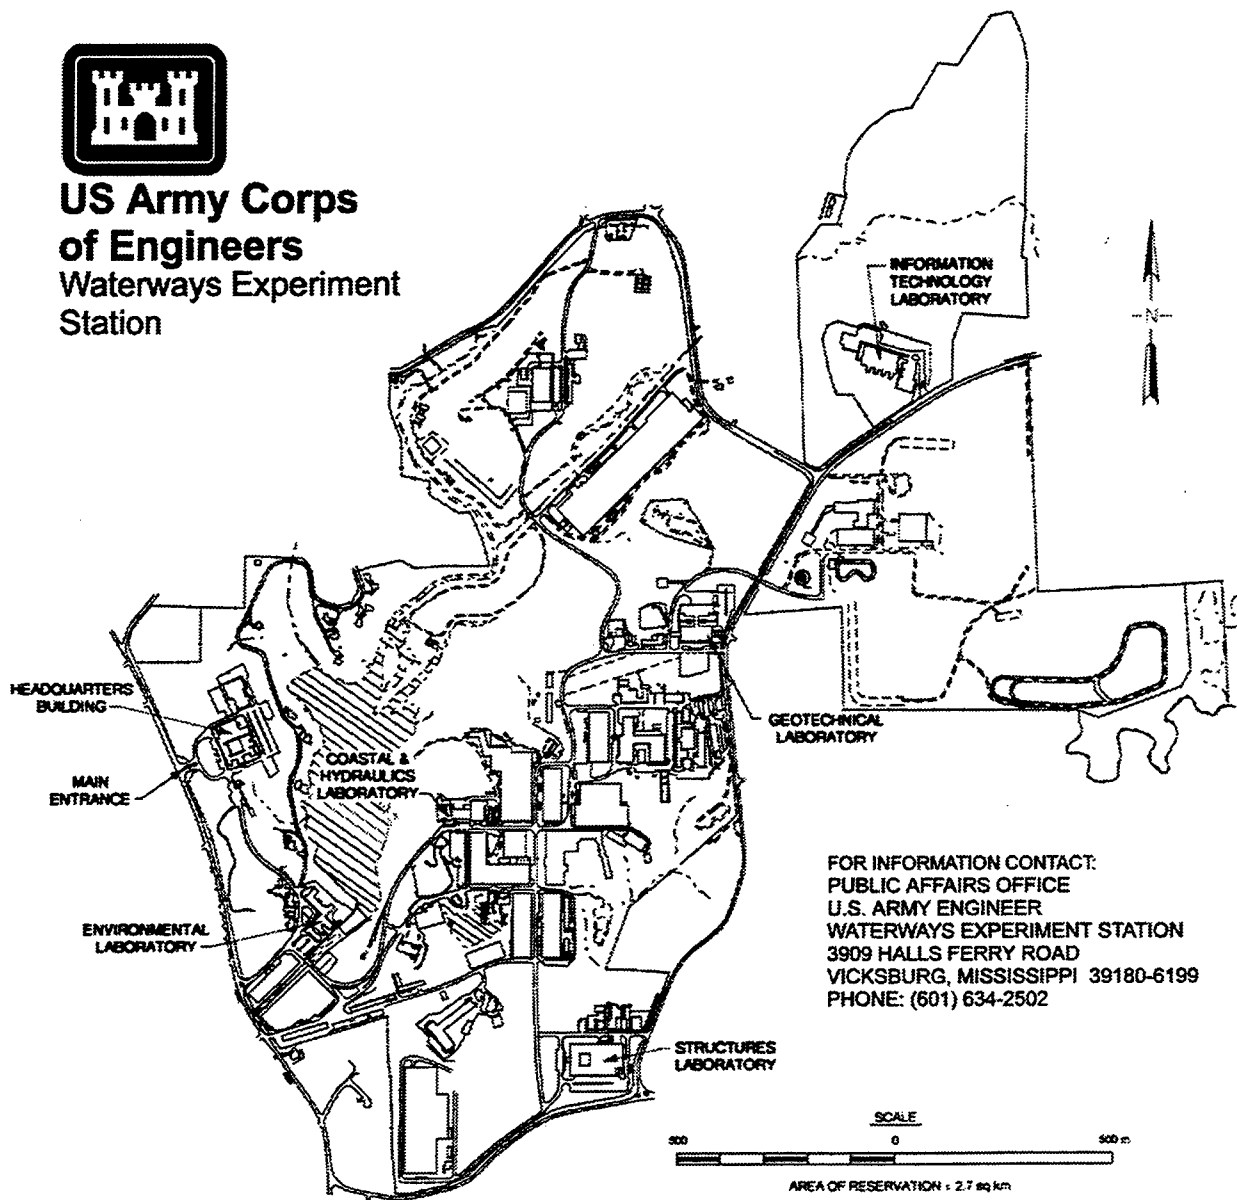 US Army Corps
of Engineers
Waterways Experiment
Station
INFORMATION
TECHNOLOGY
LABORATORY
N
HEADQUARTERS
BUILDING
MAIN
ENTRANCE
COASTAL &
HYDRAULICS
LABORATORY
GEOTECHNICAL
LABORATORY
ENVIRONMENTAL
LABORATORY
STRUCTURES
LABORATORY
FOR INFORMATION CONTACT:
PUBLIC AFFAIRS OFFICE
U.S. ARMY ENGINEER
WATERWAYS EXPERIMENT STATION
3909 HALLS FERRY ROAD
VICKSBURG, MISSISSIPPI 39180-6199
PHONE: (601) 634-2502
SCALE
500 0 500 m
AREA OF RESERVATION = 2.7 sq km